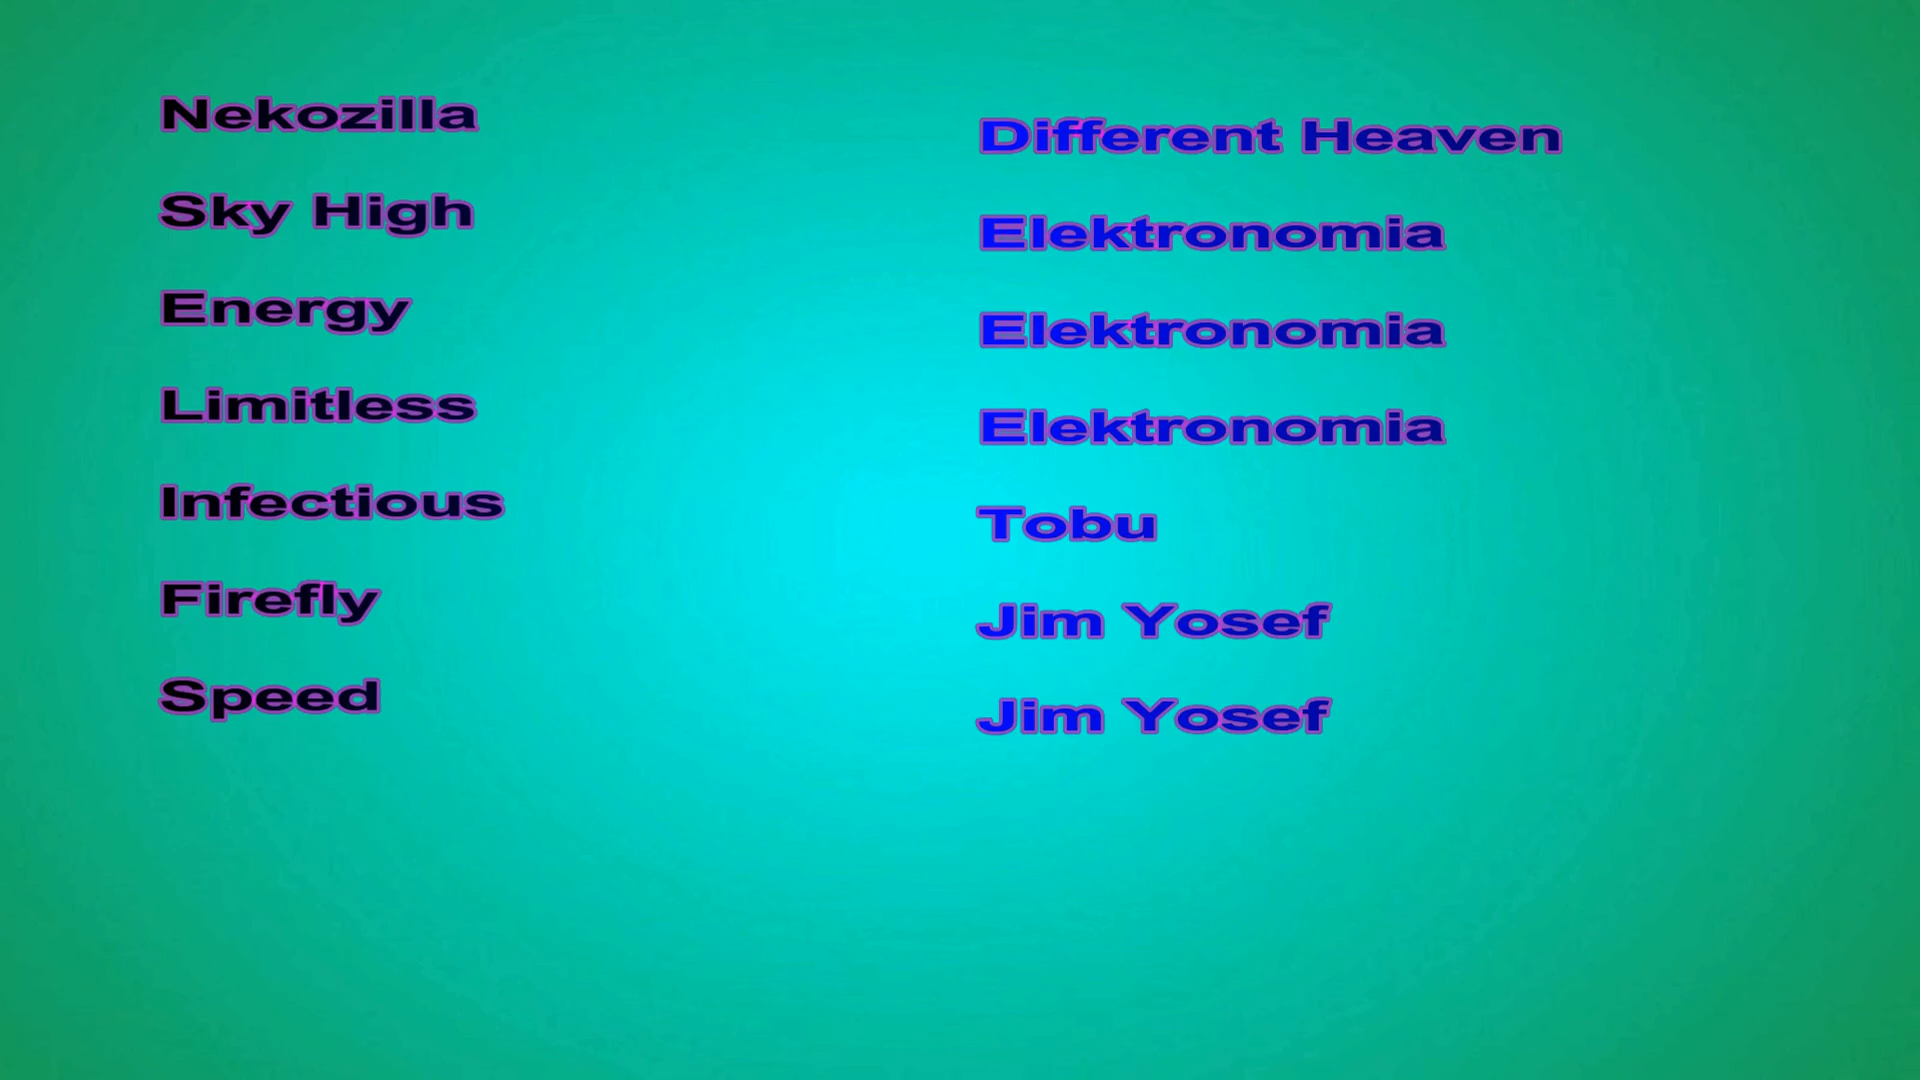 Nekozilla
Different Heaven
Sky High
Elektronomia
Energy
Elektronomia
Limitless
Elektronomia
Infectious
Tobu
Firefly
Jim Yosef
Speed
Jim Yosef